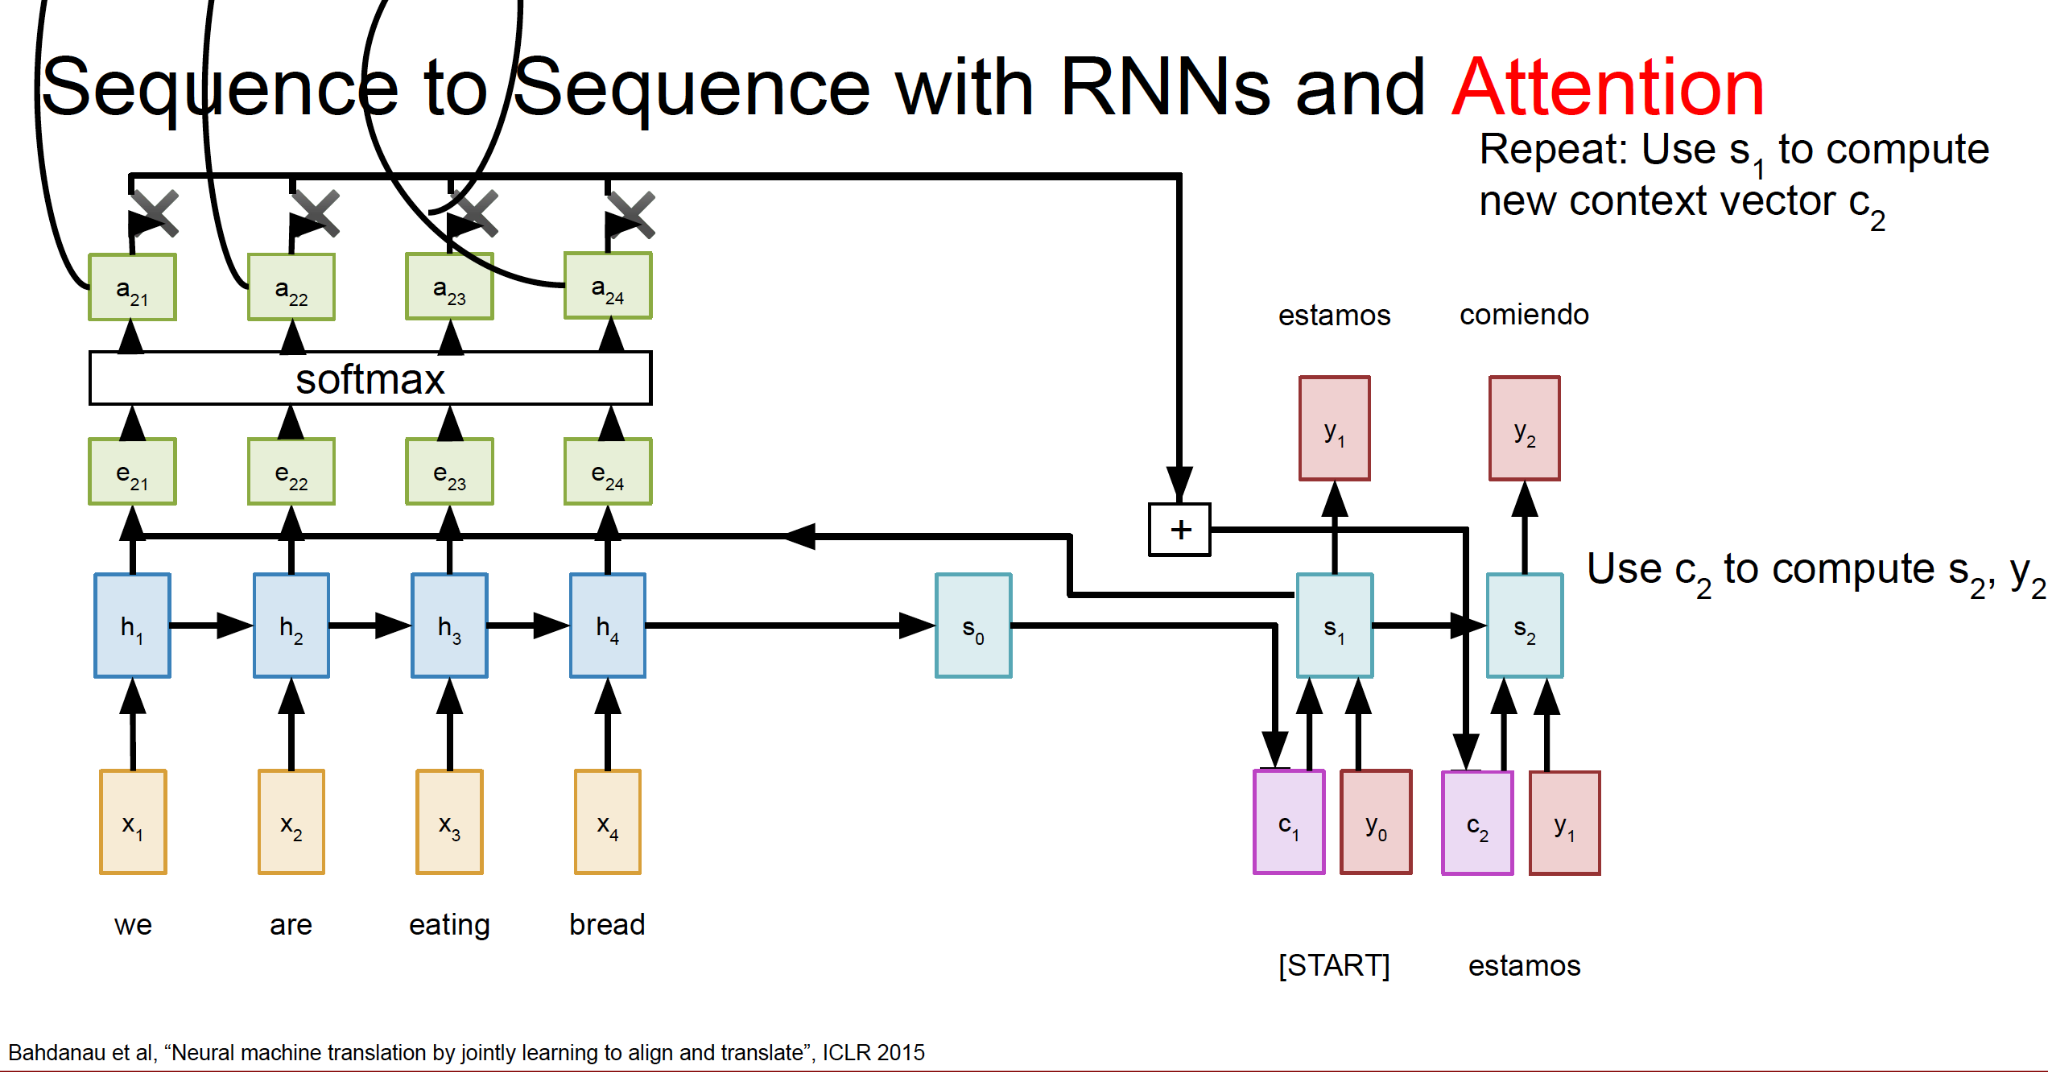 Sequence to Sequence with RNNs and Attention
Repeat: Use s1 to compute
new context vector c2
a21 a22 a23 a24
estamos comiendo
softmax
y1 y2
e21 e22 e23 e24
+
Use c2 to compute s2, y2
h1 h2 h3 h4 s0 s1 s2
x1 x2 x3 x4 c1 y0 c2 y1
we are eating bread
[START] estamos
Bahdanau et al, “Neural machine translation by jointly learning to align and translate”, ICLR 2015